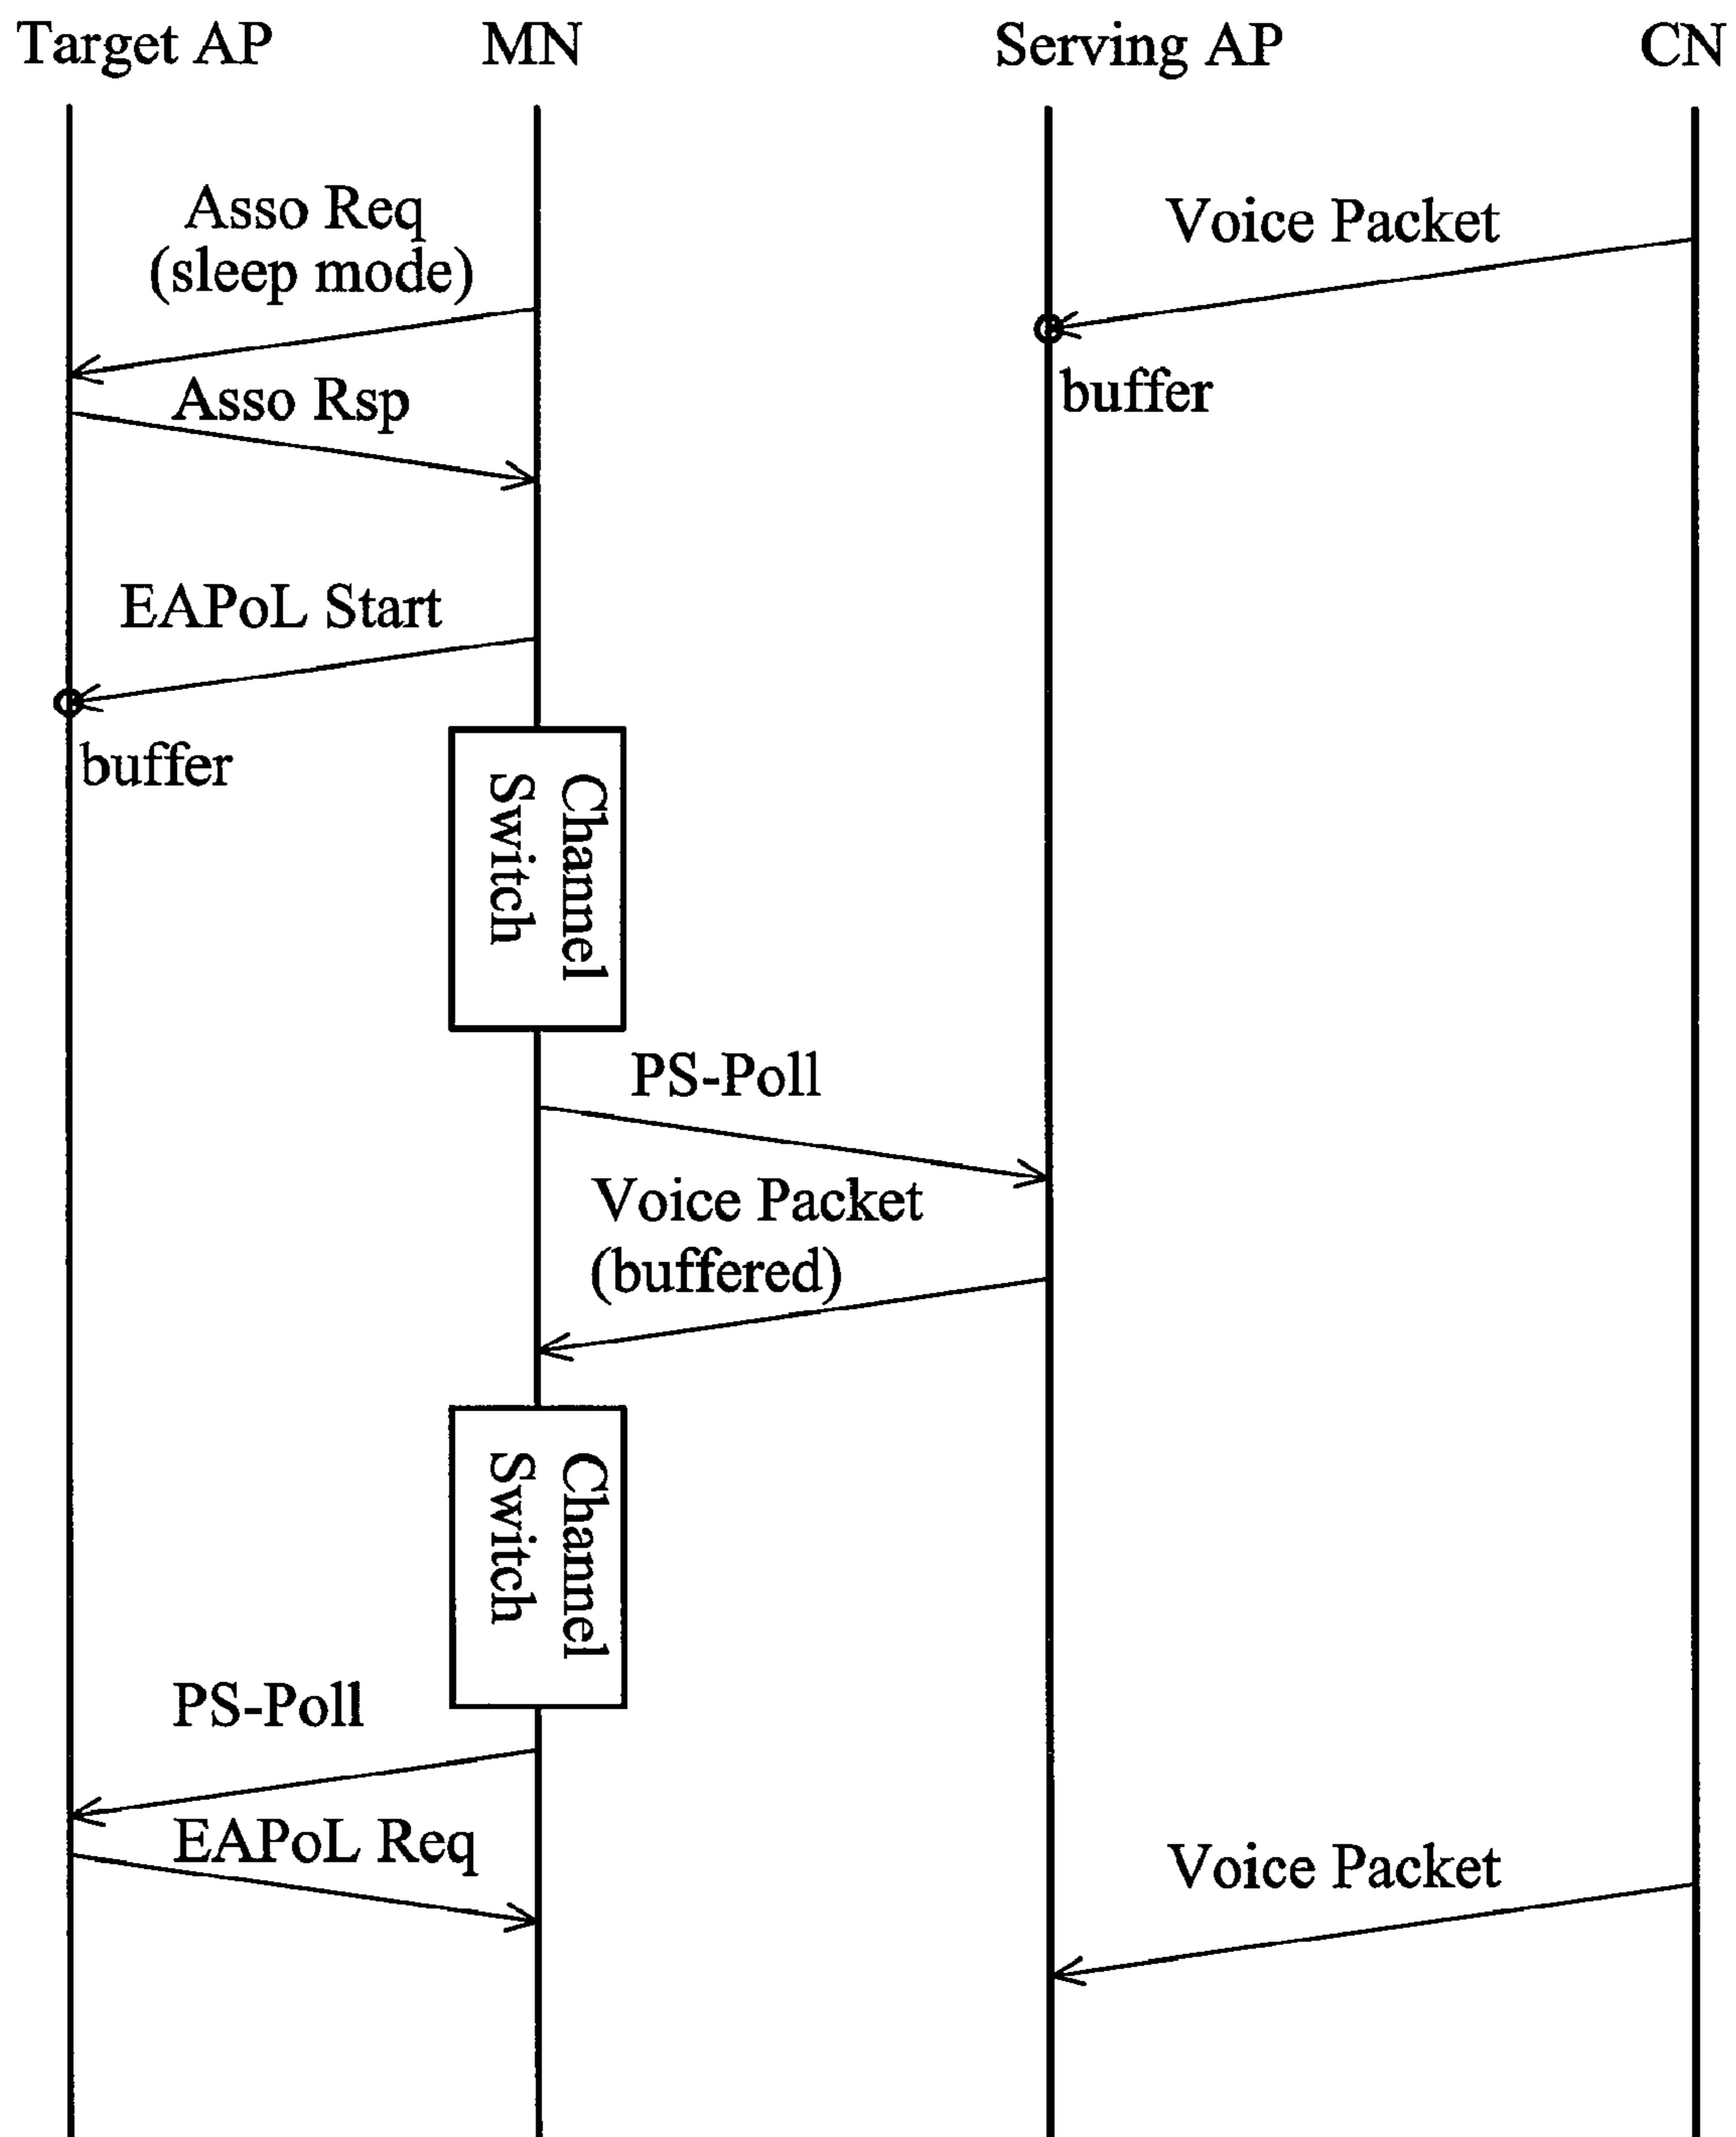 Target AP
MN
Serving AP
CN
Asso Req
(sleep mode)
Voice Packet
buffer
Asso Rsp
EAPoL Start
buffer
Channel
Switch
PS-Poll
Voice Packet
(buffered)
Channel
Switch
PS-Poll
EAPoL Req
Voice Packet